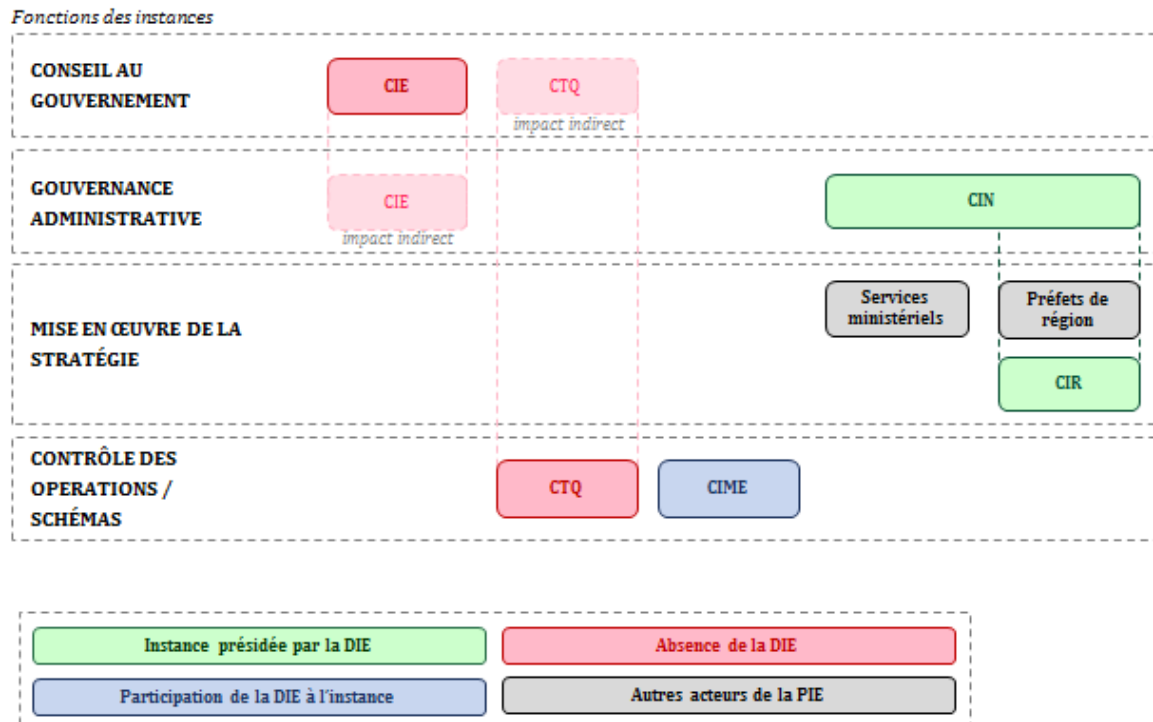 Fonctions des instances
CONSEIL AU
GOUVERNEMENT
CIE
CTQ
impact indirect
GOUVERNANCE
ADMINISTRATIVE
CIE
impact indirect
CIN
MISE EN ŒUVRE DE LA
STRATÉGIE
Services
ministériels
Préfets de
région
CIR
CONTRÔLE DES
OPERATIONS /
SCHÉMAS
CTQ
CIME
Instance présidée par la DIE
Absence de la DIE
Participation de la DIE à l'instance
Autres acteurs de la PIE